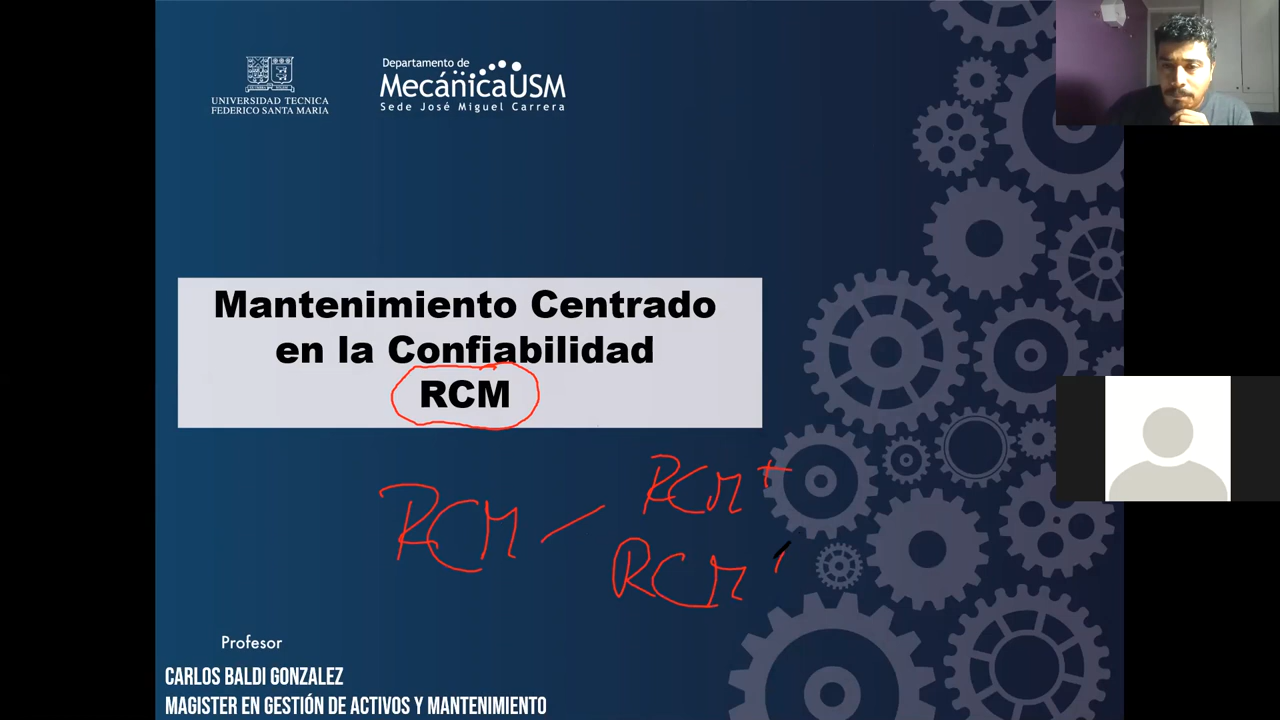 UNIVERSIDAD TECNICA
FEDERICO SANTA MARIA
Departamento de
MecánicaUSM
Sede José Miguel Carrera
Mantenimiento Centrado
en la Confiabilidad
RCM
RCM - RCM+
RCM
Profesor
CARLOS BALDI GONZALEZ
MAGISTER EN GESTIÓN DE ACTIVOS Y MANTENIMIENTO